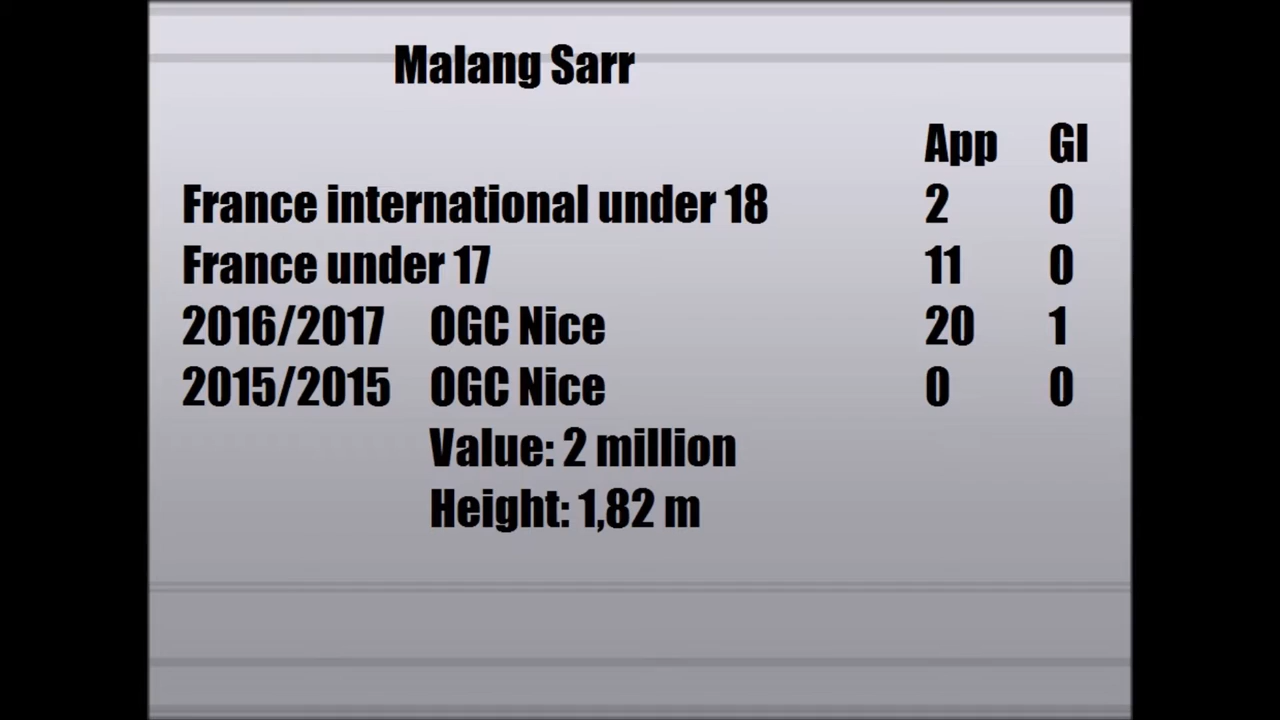 Malang Sarr
App Gl
France international under 18 2 0
France under 17 11 0
2016/2017 OGC Nice 20 1
2015/2015 OGC Nice 0 0
Value: 2 million
Height: 1,82 m